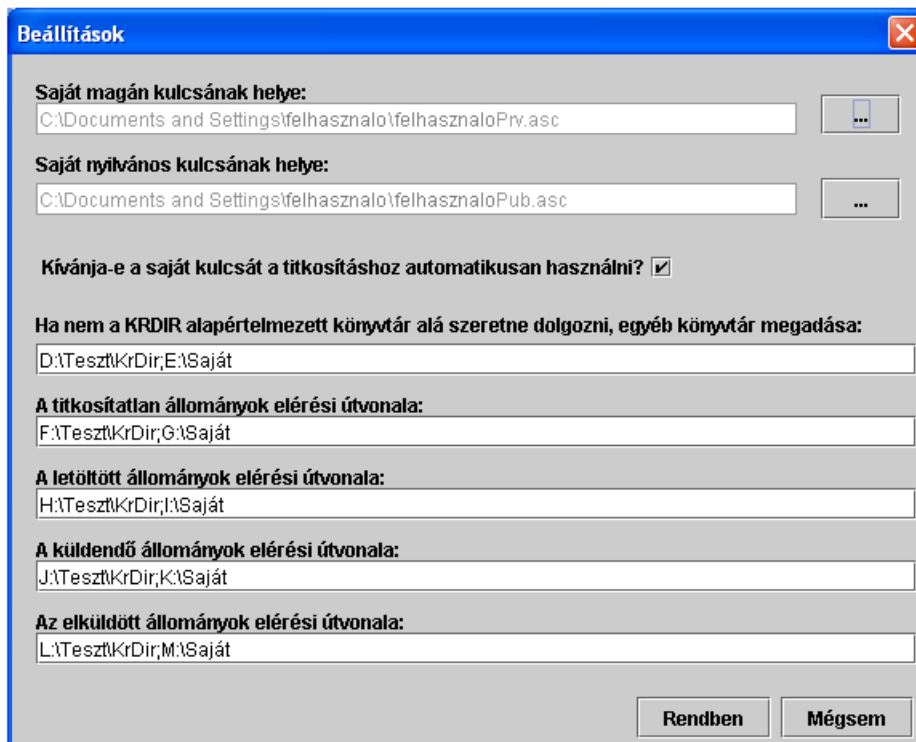 Beállítások
Saját magán kulcsának helye:
C:\Documents and Settings\felhasznalo\felhasznaloPrv.asc
...
Saját nyilvános kulcsának helye:
C:\Documents and Settings\felhasznalo\felhasznaloPub.asc
...
Kívánja-e a saját kulcsát a titkosításhoz automatikusan használni?
Ha nem a KRDIR alapértelmezett könyvtár alá szeretne dolgozni, egyéb könyvtár megadása:
D:\Teszt\KrDir;E:\Saját
A titkosítatlan állományok elérési útvonala:
F:\Teszt\KrDir;G:\Saját
A letöltött állományok elérési útvonala:
H:\Teszt\KrDir;I:\Saját
A küldendő állományok elérési útvonala:
J:\Teszt\KrDir;K:\Saját
Az elküldött állományok elérési útvonala:
L:\Teszt\KrDir;M:\Saját
Rendben
Mégsem